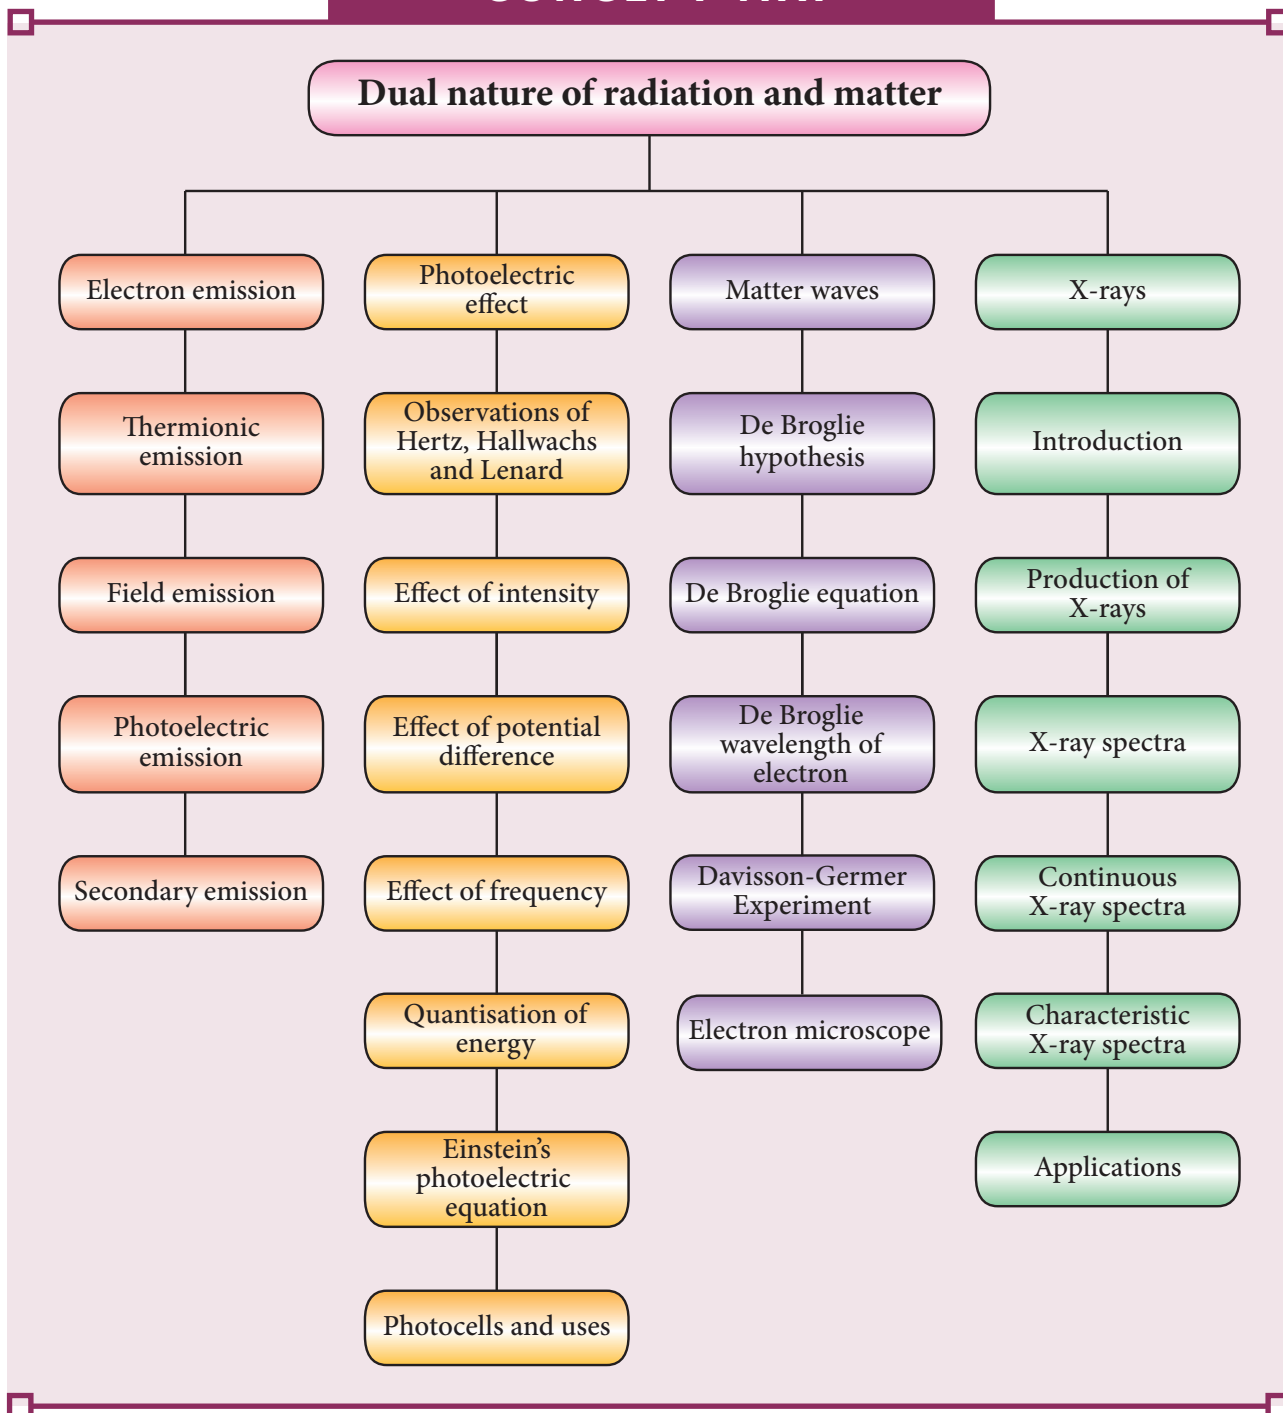 Dual nature of radiation and matter
Electron emission
Thermionic
emission
Field emission
Photoelectric
emission
Secondary emission
Photoelectric
effect
Observations of
Hertz, Hallwachs
and Lenard
Effect of intensity
Effect of potential
difference
Effect of frequency
Quantisation of
energy
Einstein’s
photoelectric
equation
Photocells and uses
Matter waves
De Broglie
hypothesis
De Broglie equation
De Broglie
wavelength of
electron
Davisson-Germer
Experiment
Electron microscope
X-rays
Introduction
Production of
X-rays
X-ray spectra
Continuous
X-ray spectra
Characteristic
X-ray spectra
Applications